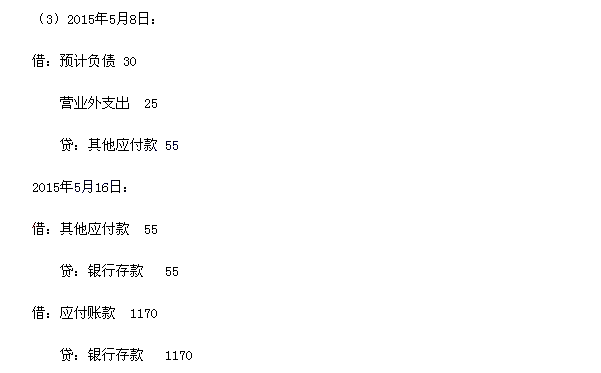 （3）2015年5月8日：
借：预计负债 30
营业外支出 25
贷：其他应付款 55
2015年5月16日：
借：其他应付款 55
贷：银行存款 55
借：应付账款 1170
贷：银行存款 1170